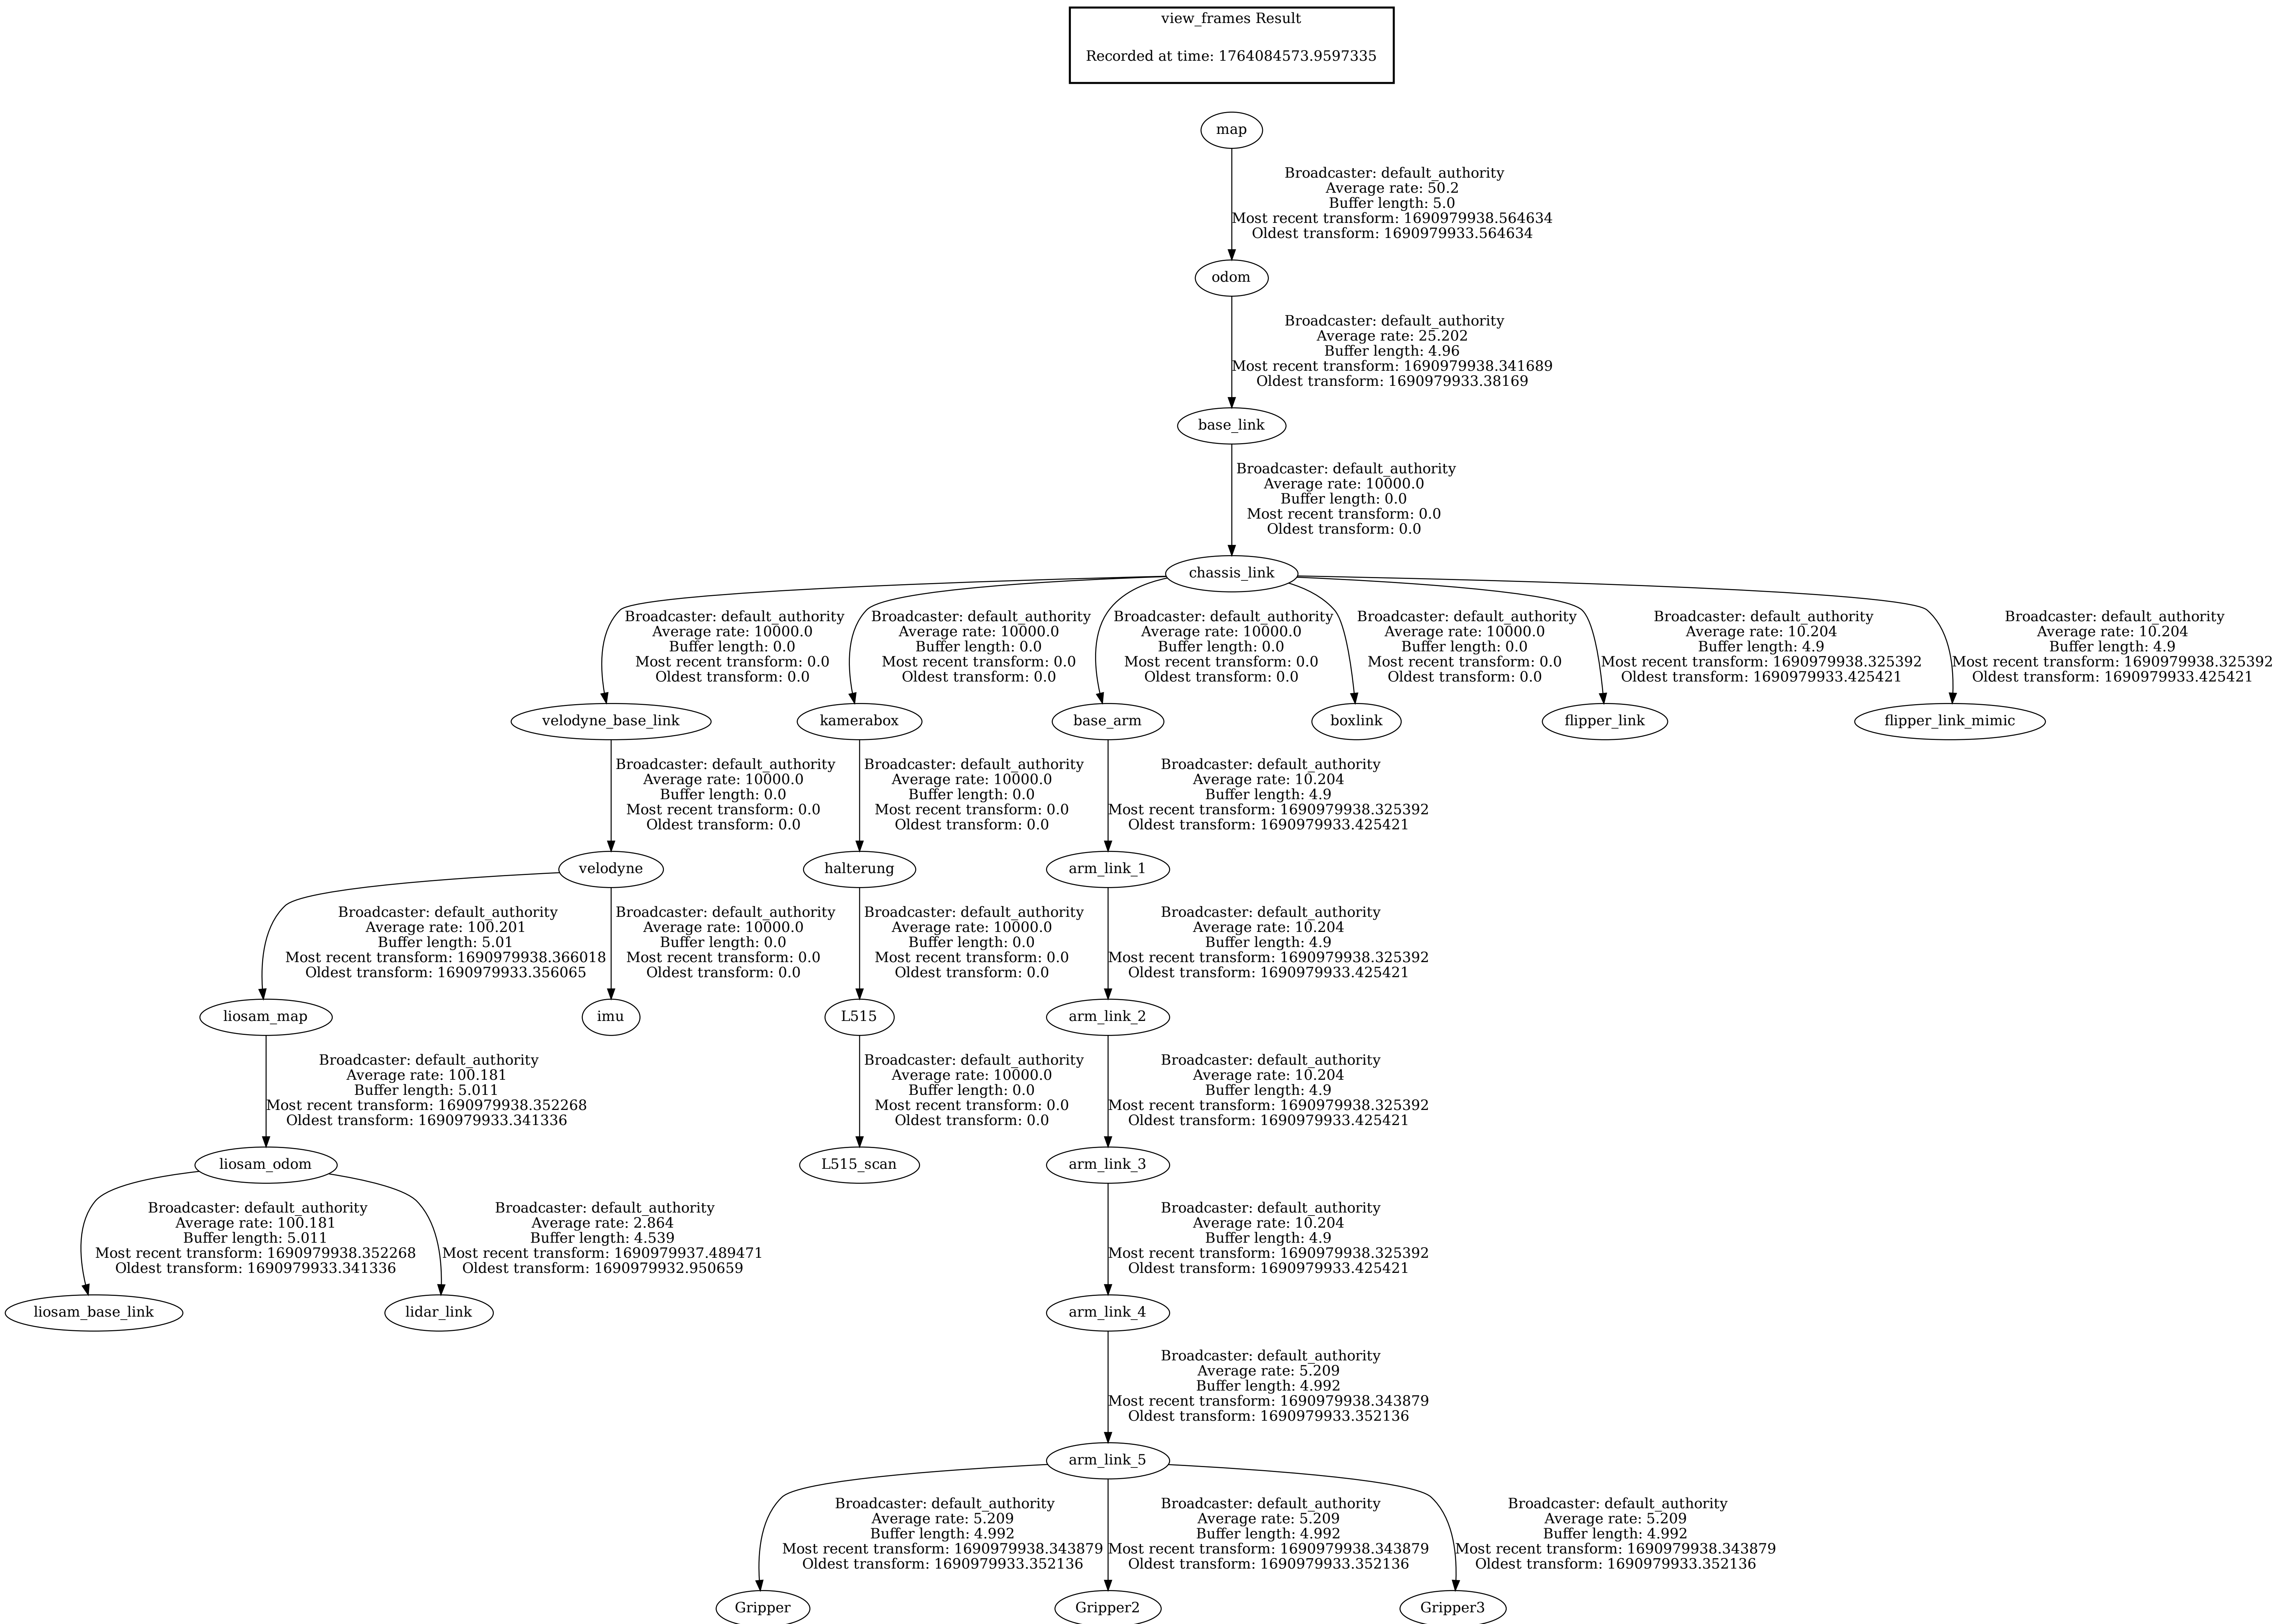 view_frames Result
Recorded at time: 1764084573.9597335
map
Broadcaster: default_authority
Average rate: 50.2
Buffer length: 5.0
Most recent transform: 1690979938.564634
Oldest transform: 1690979933.564634
odom
Broadcaster: default_authority
Average rate: 25.202
Buffer length: 4.96
Most recent transform: 1690979938.341689
Oldest transform: 1690979933.38169
base_link
Broadcaster: default_authority
Average rate: 10000.0
Buffer length: 0.0
Most recent transform: 0.0
Oldest transform: 0.0
chassis_link
Broadcaster: default_authority
Average rate: 10000.0
Buffer length: 0.0
Most recent transform: 0.0
Oldest transform: 0.0
Broadcaster: default_authority
Average rate: 10000.0
Buffer length: 0.0
Most recent transform: 0.0
Oldest transform: 0.0
Broadcaster: default_authority
Average rate: 10000.0
Buffer length: 0.0
Most recent transform: 0.0
Oldest transform: 0.0
Broadcaster: default_authority
Average rate: 10000.0
Buffer length: 0.0
Most recent transform: 0.0
Oldest transform: 0.0
Broadcaster: default_authority
Average rate: 10.204
Buffer length: 4.9
Most recent transform: 1690979938.325392
Oldest transform: 1690979933.425421
Broadcaster: default_authority
Average rate: 10.204
Buffer length: 4.9
Most recent transform: 1690979938.325392
Oldest transform: 1690979933.425421
velodyne_base_link
kamerabox
base_arm
boxlink
flipper_link
flipper_link_mimic
Broadcaster: default_authority
Average rate: 10000.0
Buffer length: 0.0
Most recent transform: 0.0
Oldest transform: 0.0
Broadcaster: default_authority
Average rate: 10000.0
Buffer length: 0.0
Most recent transform: 0.0
Oldest transform: 0.0
Broadcaster: default_authority
Average rate: 10.204
Buffer length: 4.9
Most recent transform: 1690979938.325392
Oldest transform: 1690979933.425421
velodyne
halterung
arm_link_1
Broadcaster: default_authority
Average rate: 100.201
Buffer length: 5.01
Most recent transform: 1690979938.366018
Oldest transform: 1690979933.356065
Broadcaster: default_authority
Average rate: 10000.0
Buffer length: 0.0
Most recent transform: 0.0
Oldest transform: 0.0
Broadcaster: default_authority
Average rate: 10000.0
Buffer length: 0.0
Most recent transform: 0.0
Oldest transform: 0.0
Broadcaster: default_authority
Average rate: 10.204
Buffer length: 4.9
Most recent transform: 1690979938.325392
Oldest transform: 1690979933.425421
liosam_map
imu
L515
arm_link_2
Broadcaster: default_authority
Average rate: 100.181
Buffer length: 5.011
Most recent transform: 1690979938.352268
Oldest transform: 1690979933.341336
Broadcaster: default_authority
Average rate: 10000.0
Buffer length: 0.0
Most recent transform: 0.0
Oldest transform: 0.0
Broadcaster: default_authority
Average rate: 10.204
Buffer length: 4.9
Most recent transform: 1690979938.325392
Oldest transform: 1690979933.425421
liosam_odom
L515_scan
arm_link_3
Broadcaster: default_authority
Average rate: 100.181
Buffer length: 5.011
Most recent transform: 1690979938.352268
Oldest transform: 1690979933.341336
Broadcaster: default_authority
Average rate: 2.864
Buffer length: 4.539
Most recent transform: 1690979937.489471
Oldest transform: 1690979932.950659
Broadcaster: default_authority
Average rate: 10.204
Buffer length: 4.9
Most recent transform: 1690979938.325392
Oldest transform: 1690979933.425421
liosam_base_link
lidar_link
arm_link_4
Broadcaster: default_authority
Average rate: 5.209
Buffer length: 4.992
Most recent transform: 1690979938.343879
Oldest transform: 1690979933.352136
arm_link_5
Broadcaster: default_authority
Average rate: 5.209
Buffer length: 4.992
Most recent transform: 1690979938.343879
Oldest transform: 1690979933.352136
Broadcaster: default_authority
Average rate: 5.209
Buffer length: 4.992
Most recent transform: 1690979938.343879
Oldest transform: 1690979933.352136
Broadcaster: default_authority
Average rate: 5.209
Buffer length: 4.992
Most recent transform: 1690979938.343879
Oldest transform: 1690979933.352136
Gripper
Gripper2
Gripper3